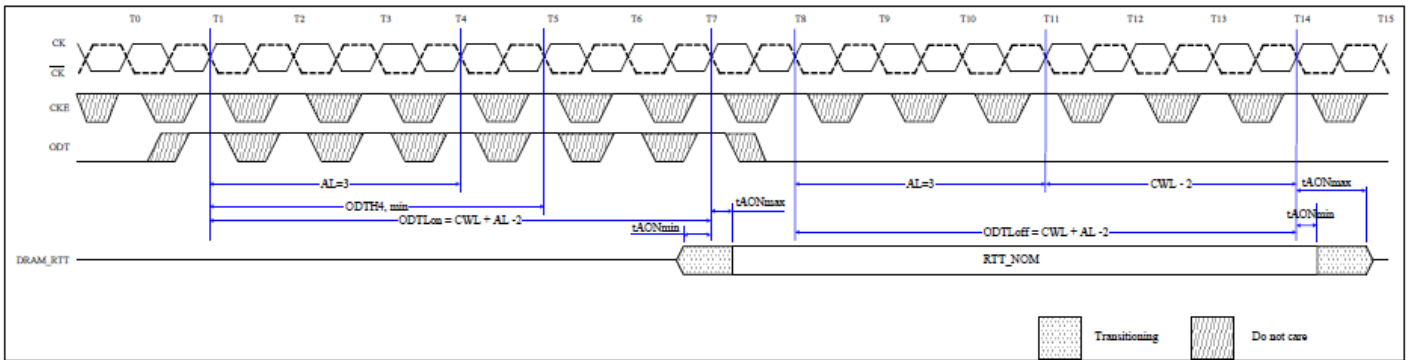 T0 T1 T2 T3 T4 T5 T6 T7 T8 T9 T10 T11 T12 T13 T14 T15
CK
CK
CKE
ODT
AL=3 AL=3 CWL - 2 tAONmax
ODTH4, min tAONmax
ODTLon = CWL + AL -2 tAONmin
tAONmin ODTLoff = CWL + AL -2
DRAM_RTT RTT_NOM
Transitioning Do not care